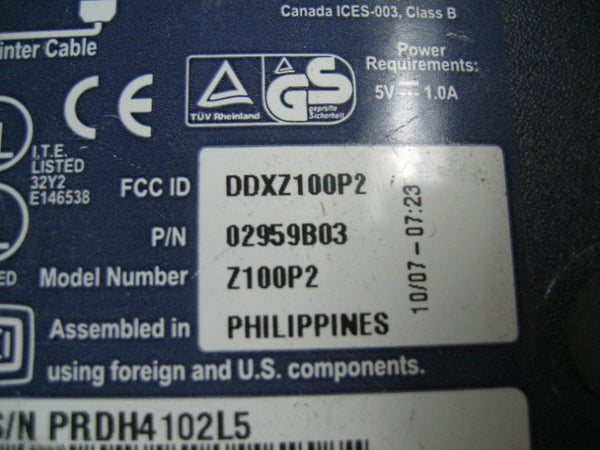 Canada ICES-003, Class B
inter Cable
Power
Requirements:
5V ⎓ 1.0A
CE
TÜV Rheinland
GS
geprüfte
Sicherheit
I.T.E.
LISTED
32Y2
E146538
FCC ID DDXZ100P2
P/N 02959B03
Model Number Z100P2
Assembled in PHILIPPINES
10/07-07:23
using foreign and U.S. components.
S/N PRDH4102L5